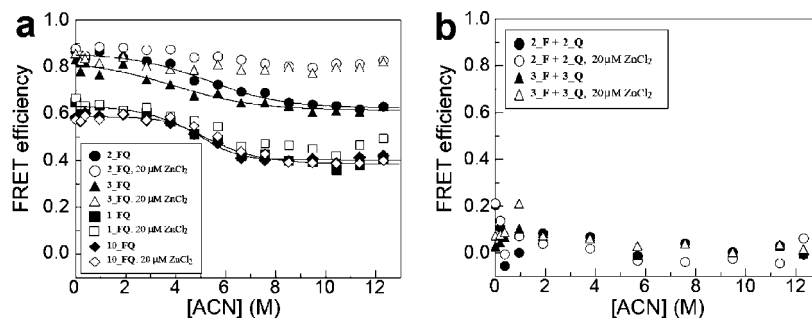 a
FRET efficiency
1.0
0.8
0.6
0.4
0.2
0.0
2_FQ
2_FQ, 20 μM ZnCl2
3_FQ
3_FQ, 20 μM ZnCl2
1_FQ
1_FQ, 20 μM ZnCl2
10_FQ
10_FQ, 20 μM ZnCl2
0 2 4 6 8 10 12
[ACN] (M)
b
FRET efficiency
1.0
0.8
0.6
0.4
0.2
0.0
2_F + 2_Q
2_F + 2_Q, 20 μM ZnCl2
3_F + 3_Q
3_F + 3_Q, 20 μM ZnCl2
0 2 4 6 8 10 12
[ACN] (M)